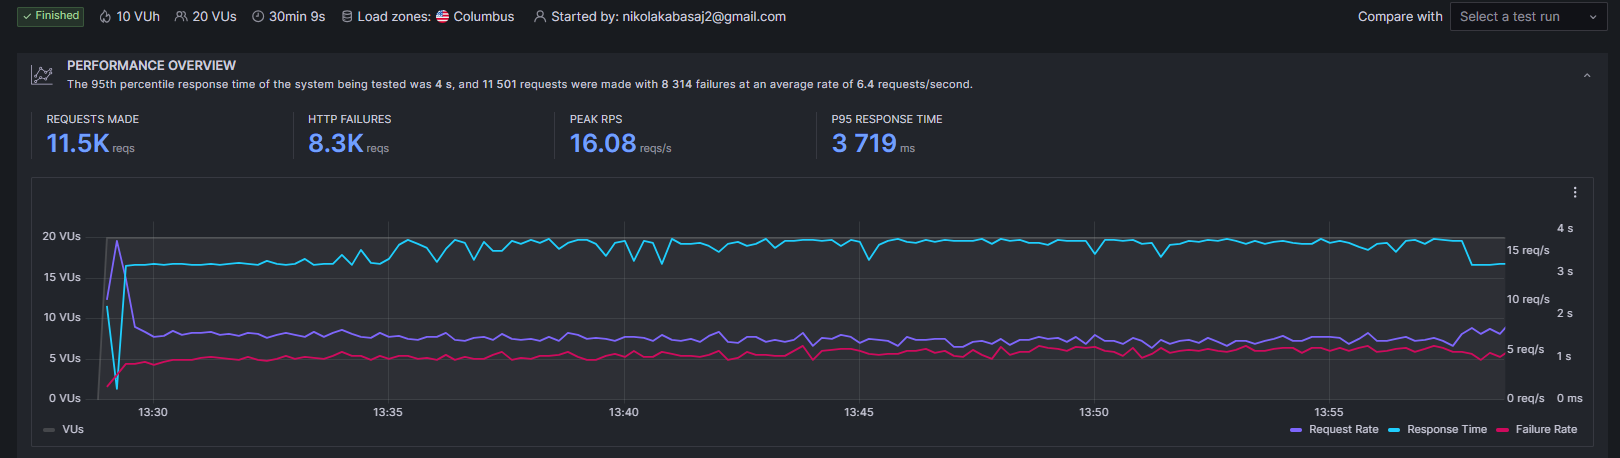 Finished 10 VUh 20 VUs 30min 9s Load zones: Columbus Started by: nikolakabasaj2@gmail.com Compare with Select a test run
PERFORMANCE OVERVIEW
The 95th percentile response time of the system being tested was 4 s, and 11 501 requests were made with 8 314 failures at an average rate of 6.4 requests/second.
REQUESTS MADE HTTP FAILURES PEAK RPS P95 RESPONSE TIME
11.5K reqs 8.3K reqs 16.08 reqs/s 3 719 ms
20 VUs 4 s
15 req/s
15 VUs 3 s
10 req/s
10 VUs 2 s
5 VUs 5 req/s 1 s
0 VUs 0 req/s 0 ms
13:30 13:35 13:40 13:45 13:50 13:55
VUs Request Rate Response Time Failure Rate